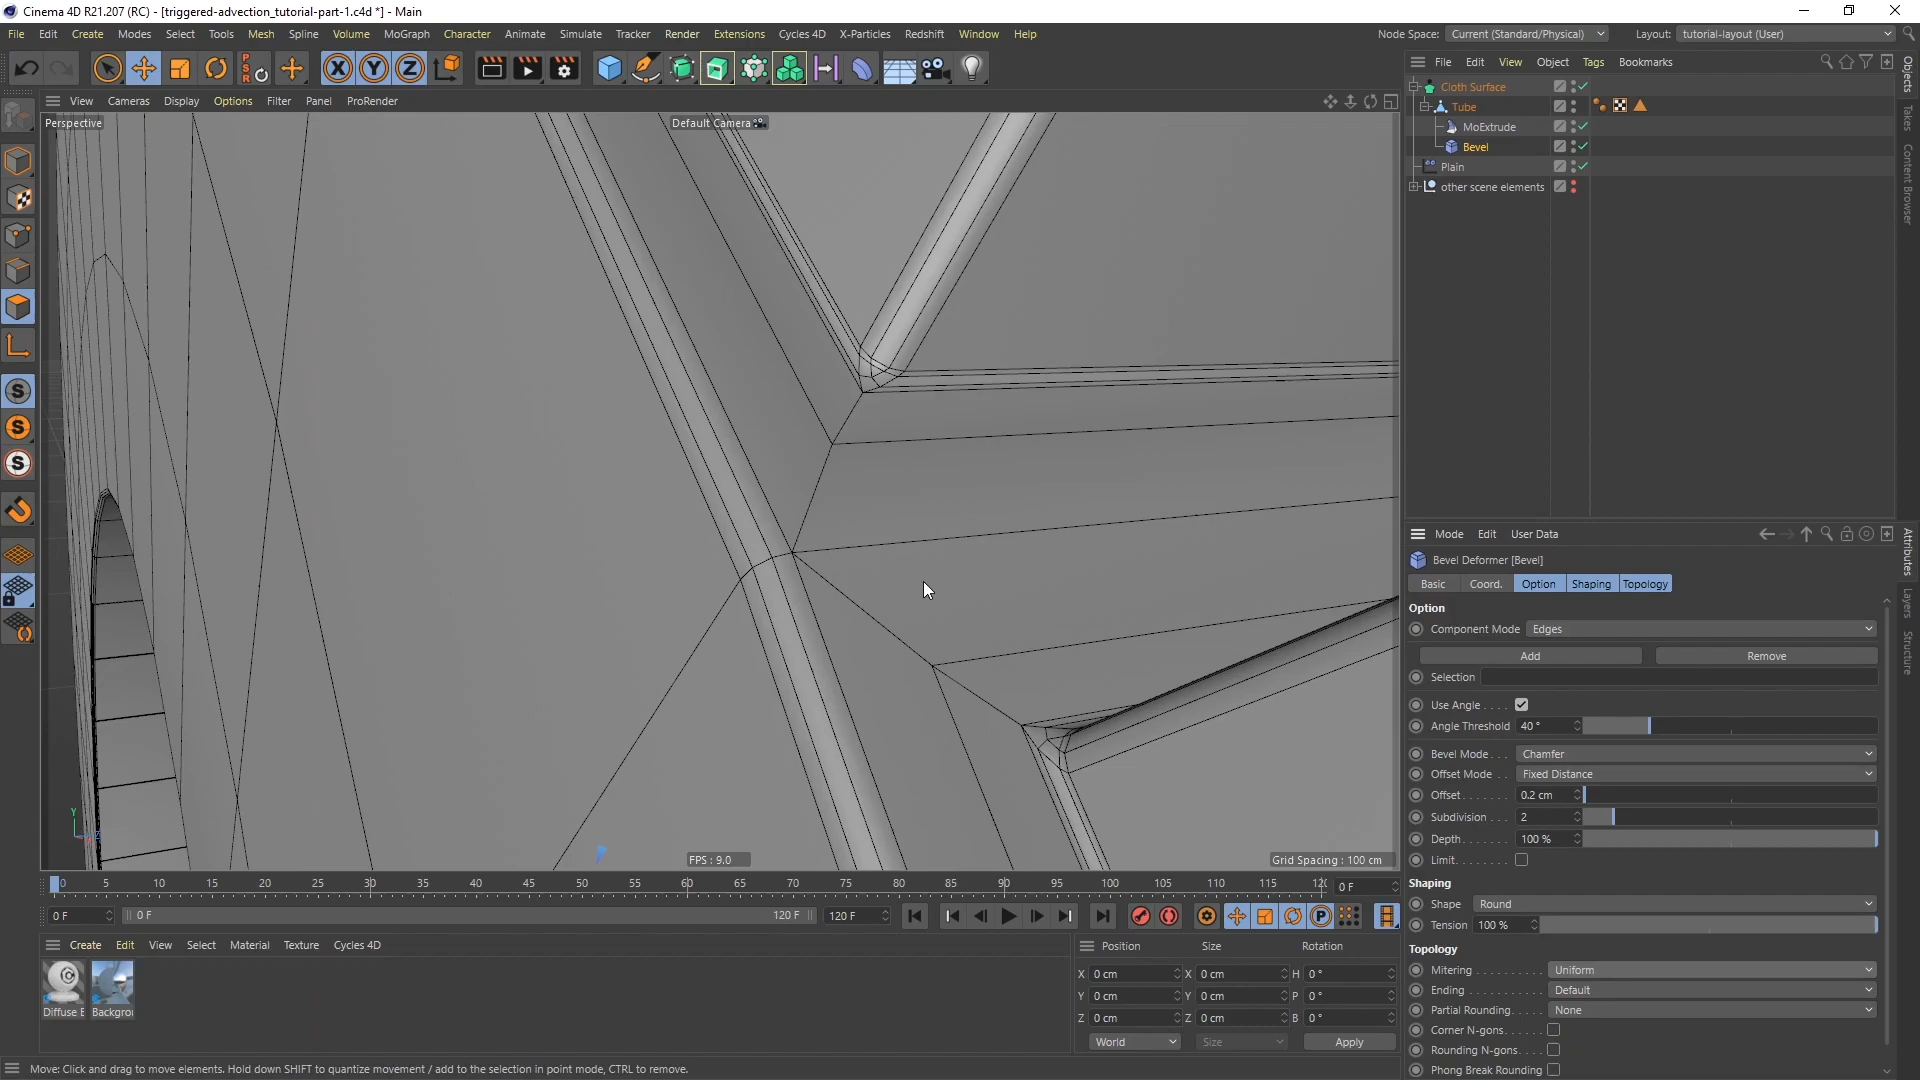 Cinema 4D R21.207 (RC) - [triggered-advection_tutorial-part-1.c4d *] - Main
File Edit Create Modes Select Tools Mesh Spline Volume MoGraph Character Animate Simulate Tracker Render Extensions Cycles 4D X-Particles Redshift Window Help Node Space: Current (Standard/Physical) Layout: tutorial-layout (User)
PSR X Y Z
View Cameras Display Options Filter Panel ProRender
Perspective
Default Camera
FPS : 9.0
Grid Spacing : 100 cm
File Edit View Object Tags Bookmarks
Cloth Surface
Tube
MoExtrude
Bevel
Plain
other scene elements
Objects
Takes
Content Browser
Mode Edit User Data
Bevel Deformer [Bevel]
Basic Coord. Option Shaping Topology
Option
Component Mode Edges
Add Remove
Selection
Use Angle . . . .
Angle Threshold 40 °
Bevel Mode . . . Chamfer
Offset Mode . . Fixed Distance
Offset . . . . . . . 0.2 cm
Subdivision . . . 2
Depth . . . . . . . 100 %
Limit . . . . . . . .
Shaping
Shape Round
Tension 100 %
Topology
Mitering . . . . . . . . . . Uniform
Ending . . . . . . . . . . . Default
Partial Rounding . . . . . None
Corner N-gons . . . . . .
Rounding N-gons . . . .
Phong Break Rounding
Attributes
Layers
Structure
0 5 10 15 20 25 30 35 40 45 50 55 60 65 70 75 80 85 90 95 100 105 110 115 0 F
0 F 0 F 120 F 120 F P
Create Edit View Select Material Texture Cycles 4D
Diffuse B Backgrou
Position Size Rotation
X 0 cm X 0 cm H 0 °
Y 0 cm Y 0 cm P 0 °
Z 0 cm Z 0 cm B 0 °
World Size Apply
Move: Click and drag to move elements. Hold down SHIFT to quantize movement / add to the selection in point mode, CTRL to remove.